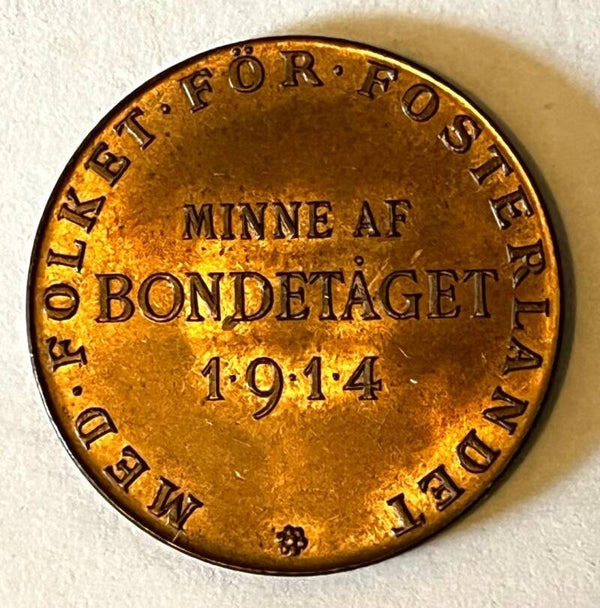 MED·FOLKET·FÖR·FOSTERLANDET
MINNE AF
BONDETÅGET
1·9·1·4